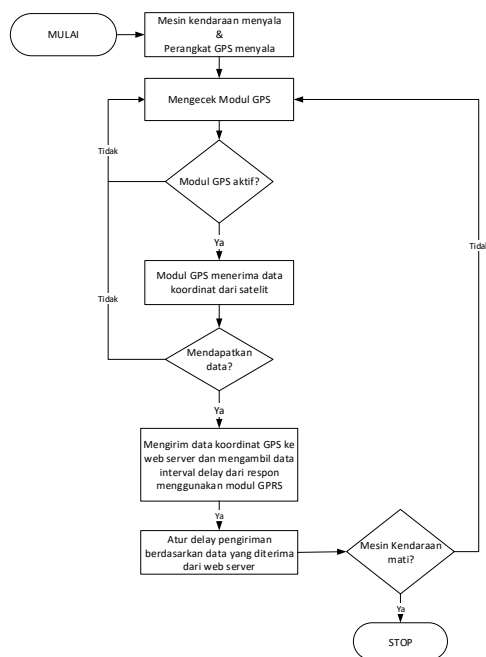 MULAI
Mesin kendaraan menyala
&
Perangkat GPS menyala
Mengecek Modul GPS
Tidak
Modul GPS aktif?
Ya
Tidak
Modul GPS menerima data
koordinat dari satelit
Tidak
Mendapatkan
data?
Ya
Mengirim data koordinat GPS ke
web server dan mengambil data
interval delay dari respon
menggunakan modul GPRS
Ya
Atur delay pengiriman
berdasarkan data yang diterima
dari web server
Mesin Kendaraan
mati?
Ya
STOP